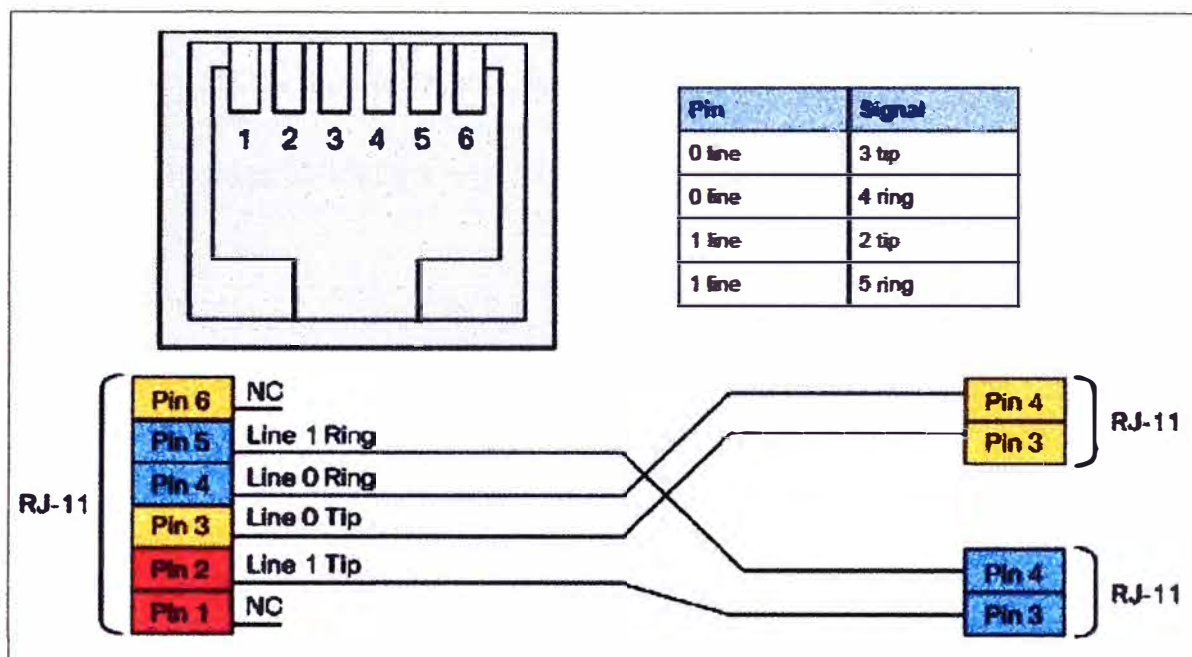 1 2 3 4 5 6
Pin Signal
0 line 3 tip
0 line 4 ring
1 line 2 tip
1 line 5 ring
RJ-11
Pin 6 NC
Pin 5 Line 1 Ring
Pin 4 Line 0 Ring
Pin 3 Line 0 Tip
Pin 2 Line 1 Tip
Pin 1 NC
Pin 4
Pin 3
RJ-11
Pin 4
Pin 3
RJ-11